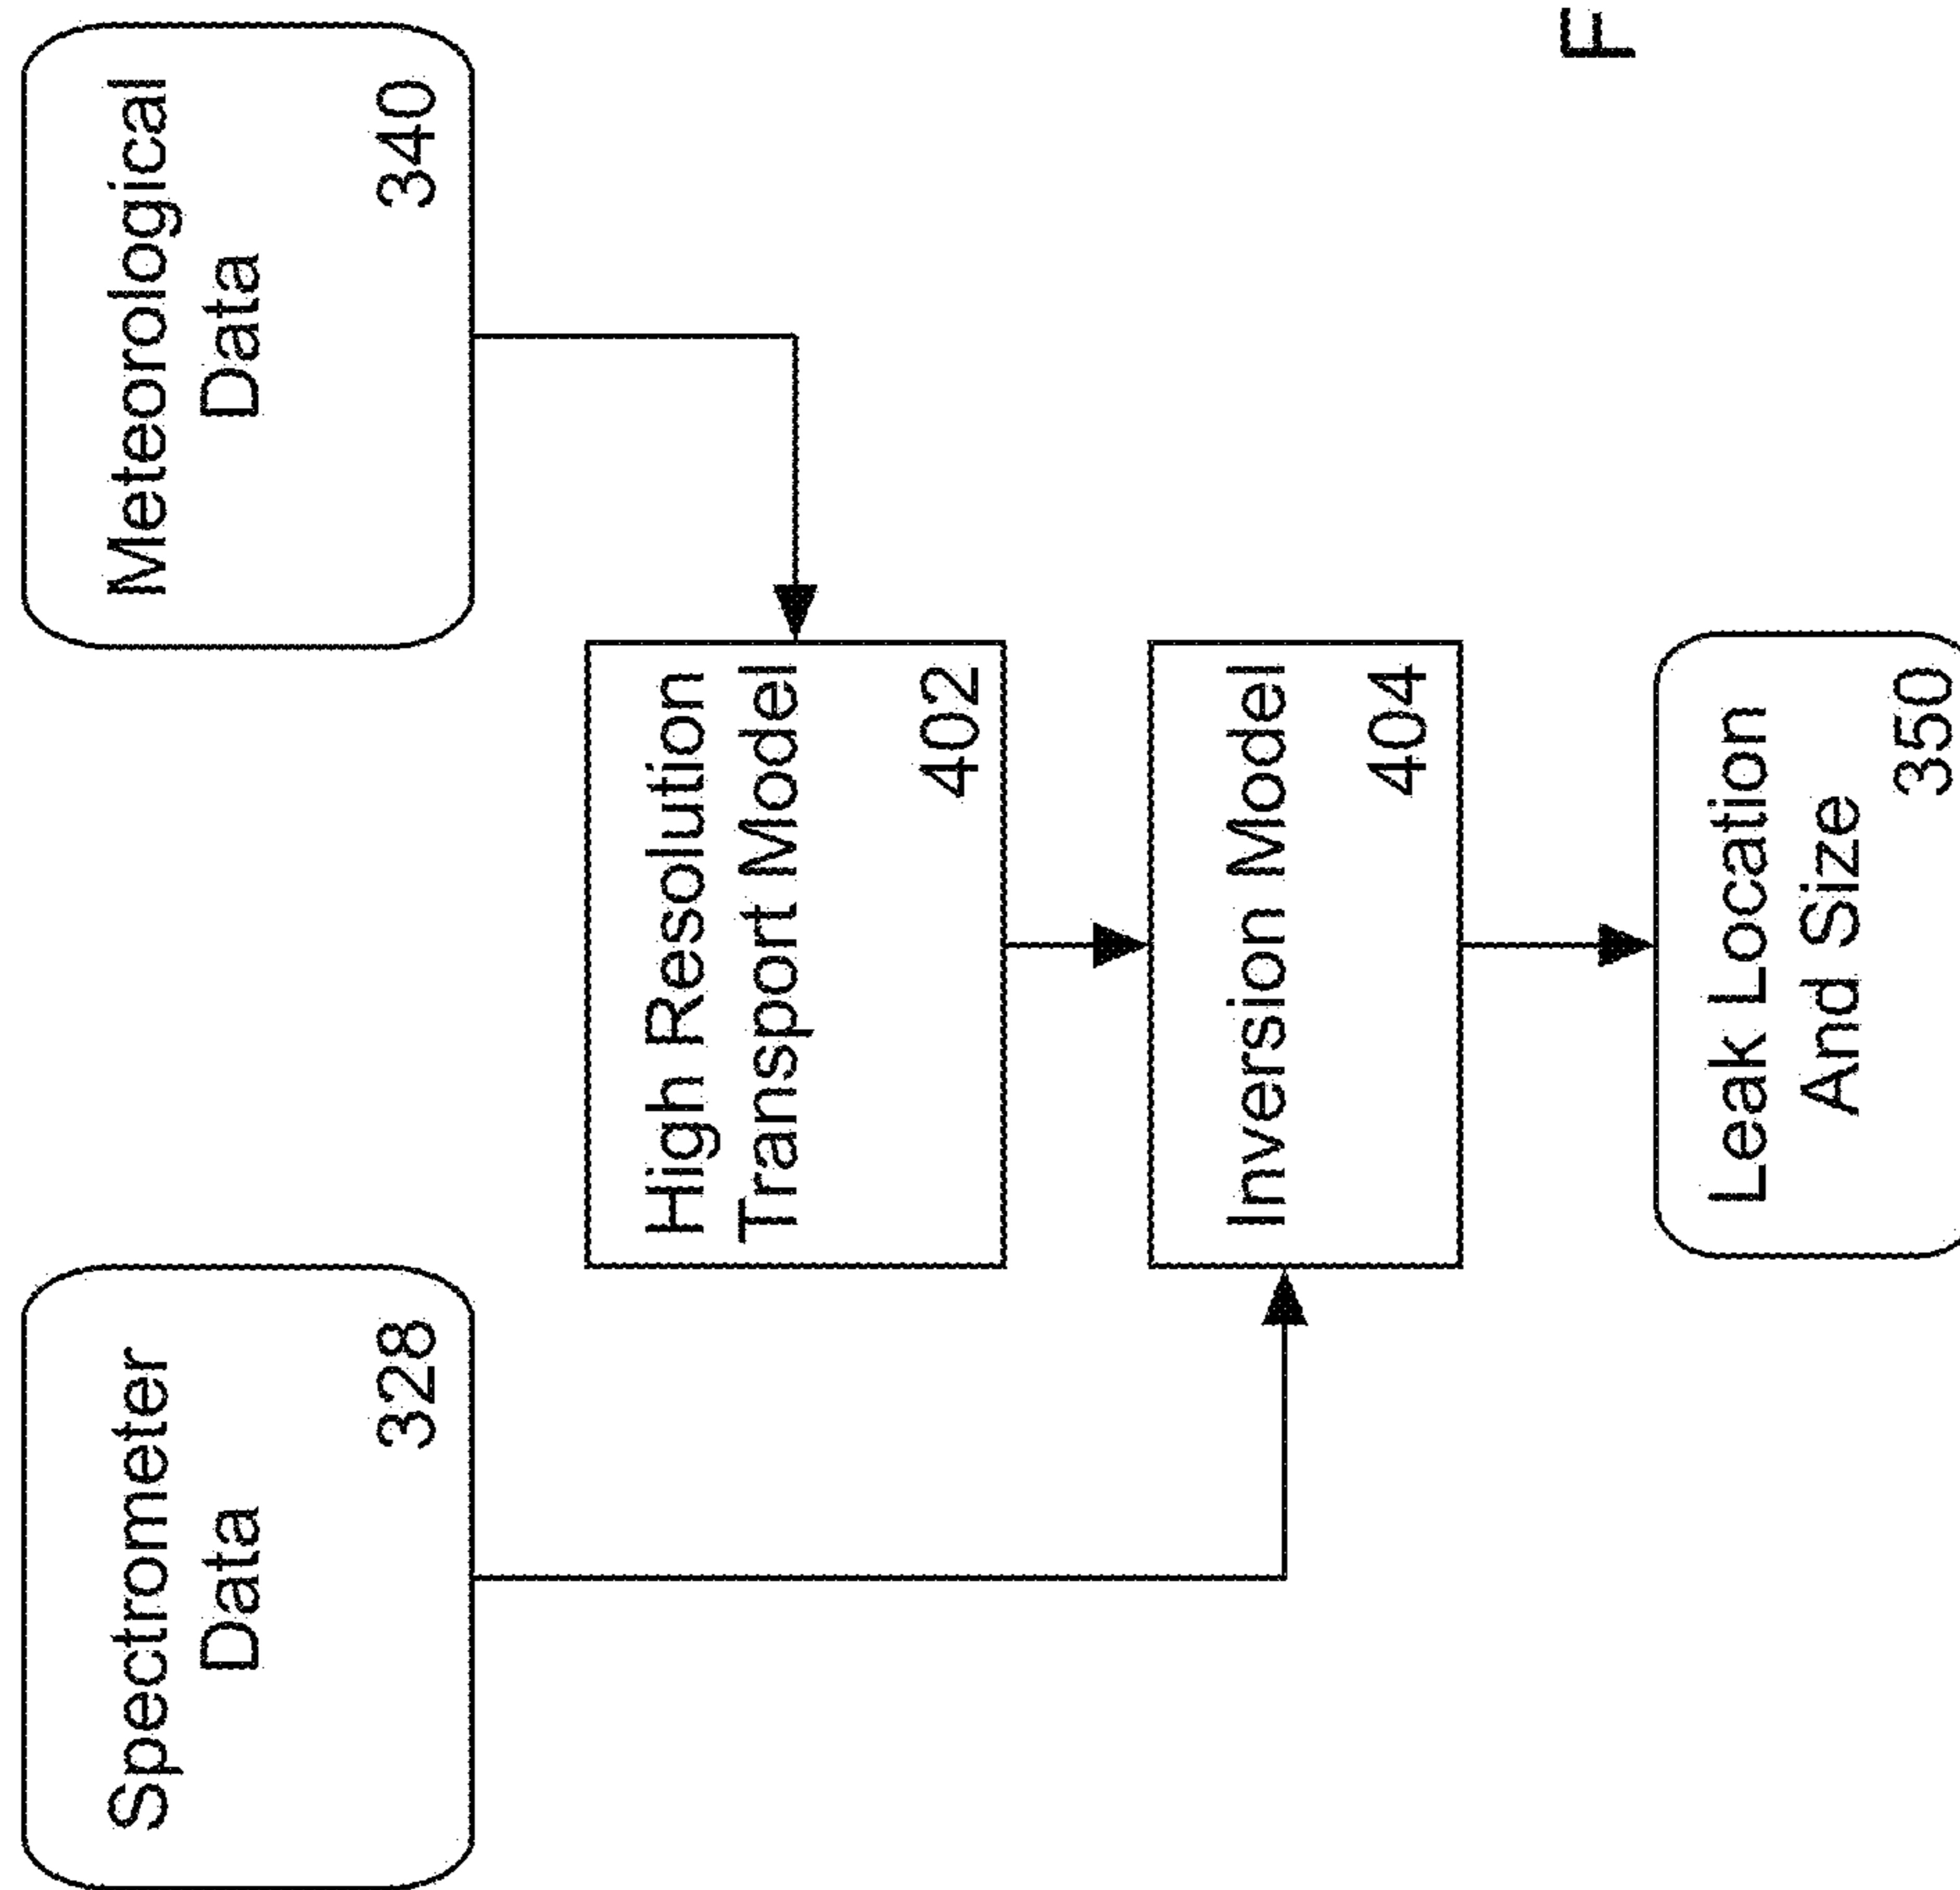 Spectrometer
Data
328
Meteorological
Data
340
High Resolution
Transport Model
402
Inversion Model
404
Leak Location
And Size
350
F